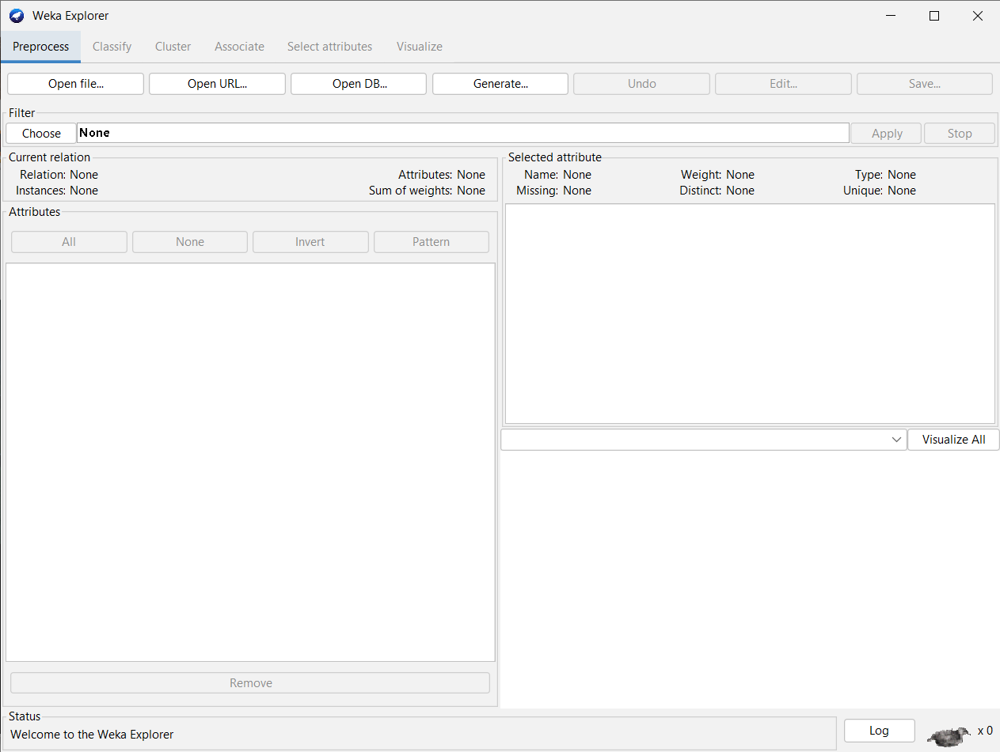 Weka Explorer
Preprocess Classify Cluster Associate Select attributes Visualize
Open file... Open URL... Open DB... Generate... Undo Edit... Save...
Filter
Choose None Apply Stop
Current relation
Relation: None Attributes: None
Instances: None Sum of weights: None
Selected attribute
Name: None Weight: None Type: None
Missing: None Distinct: None Unique: None
Attributes
All None Invert Pattern
Visualize All
Remove
Status
Welcome to the Weka Explorer
Log x 0